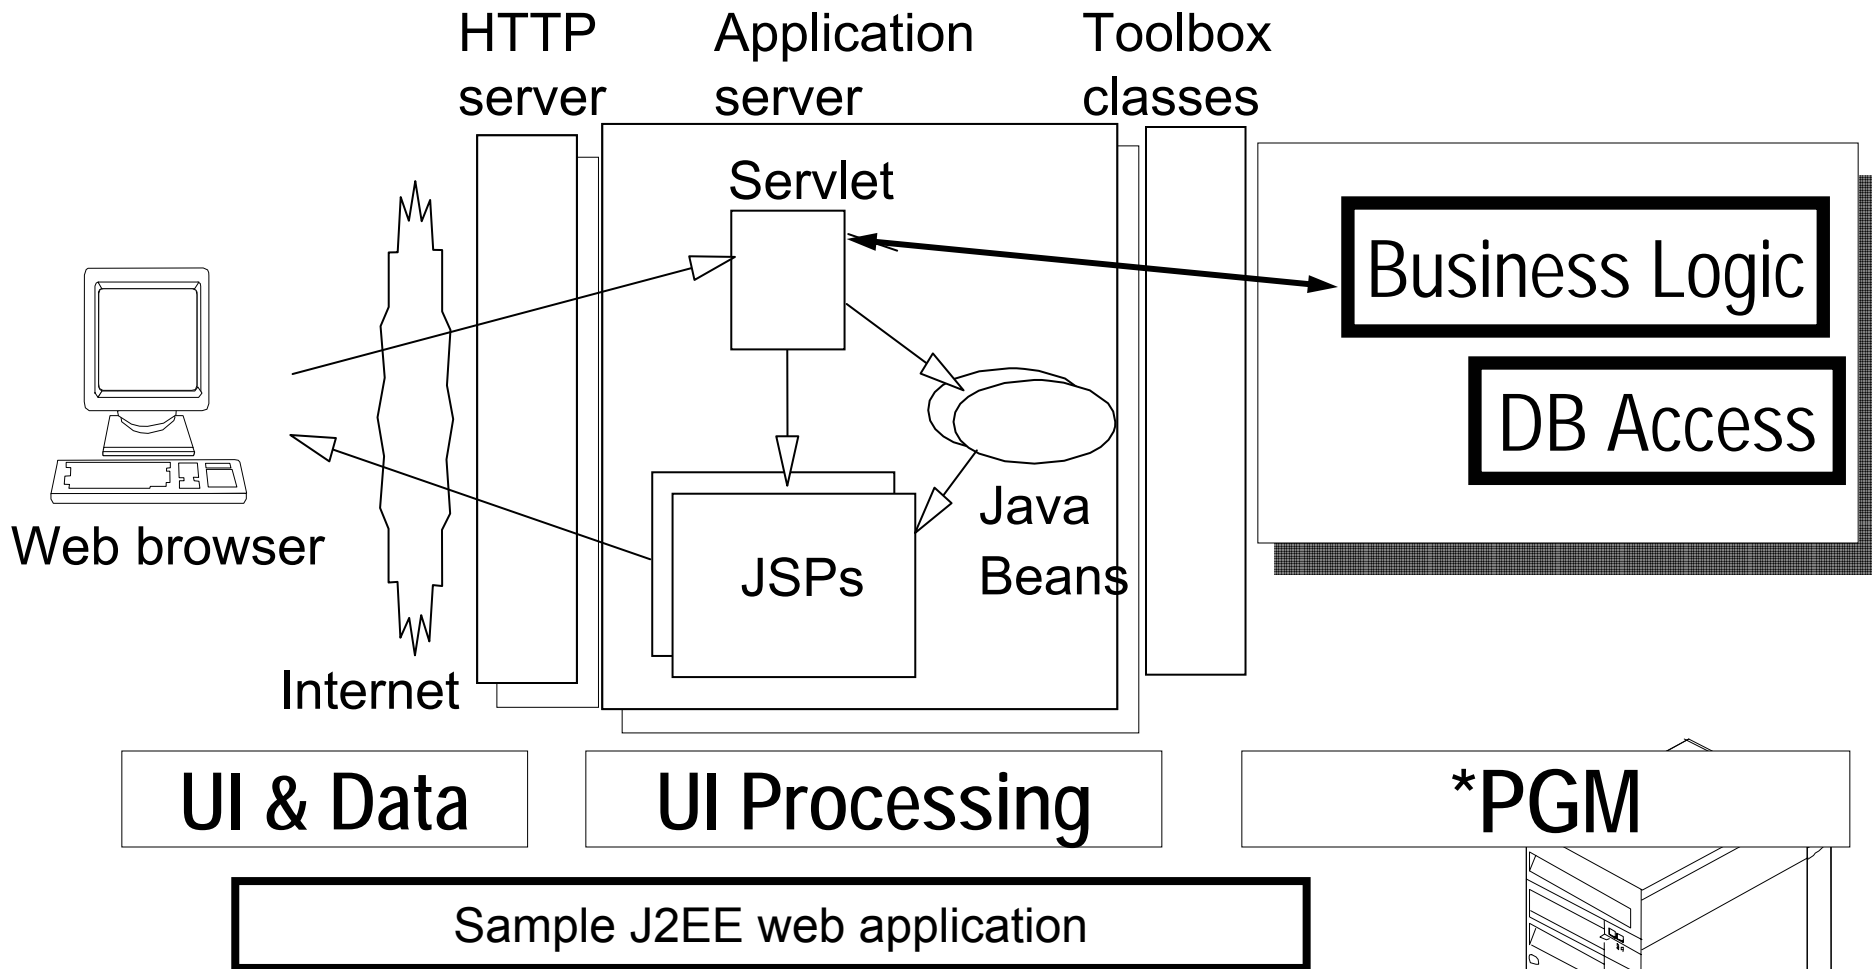 HTTP
server
Application
server
Toolbox
classes
Servlet
Business Logic
DB Access
Java
Beans
JSPs
Web browser
Internet
UI & Data
UI Processing
*PGM
Sample J2EE web application